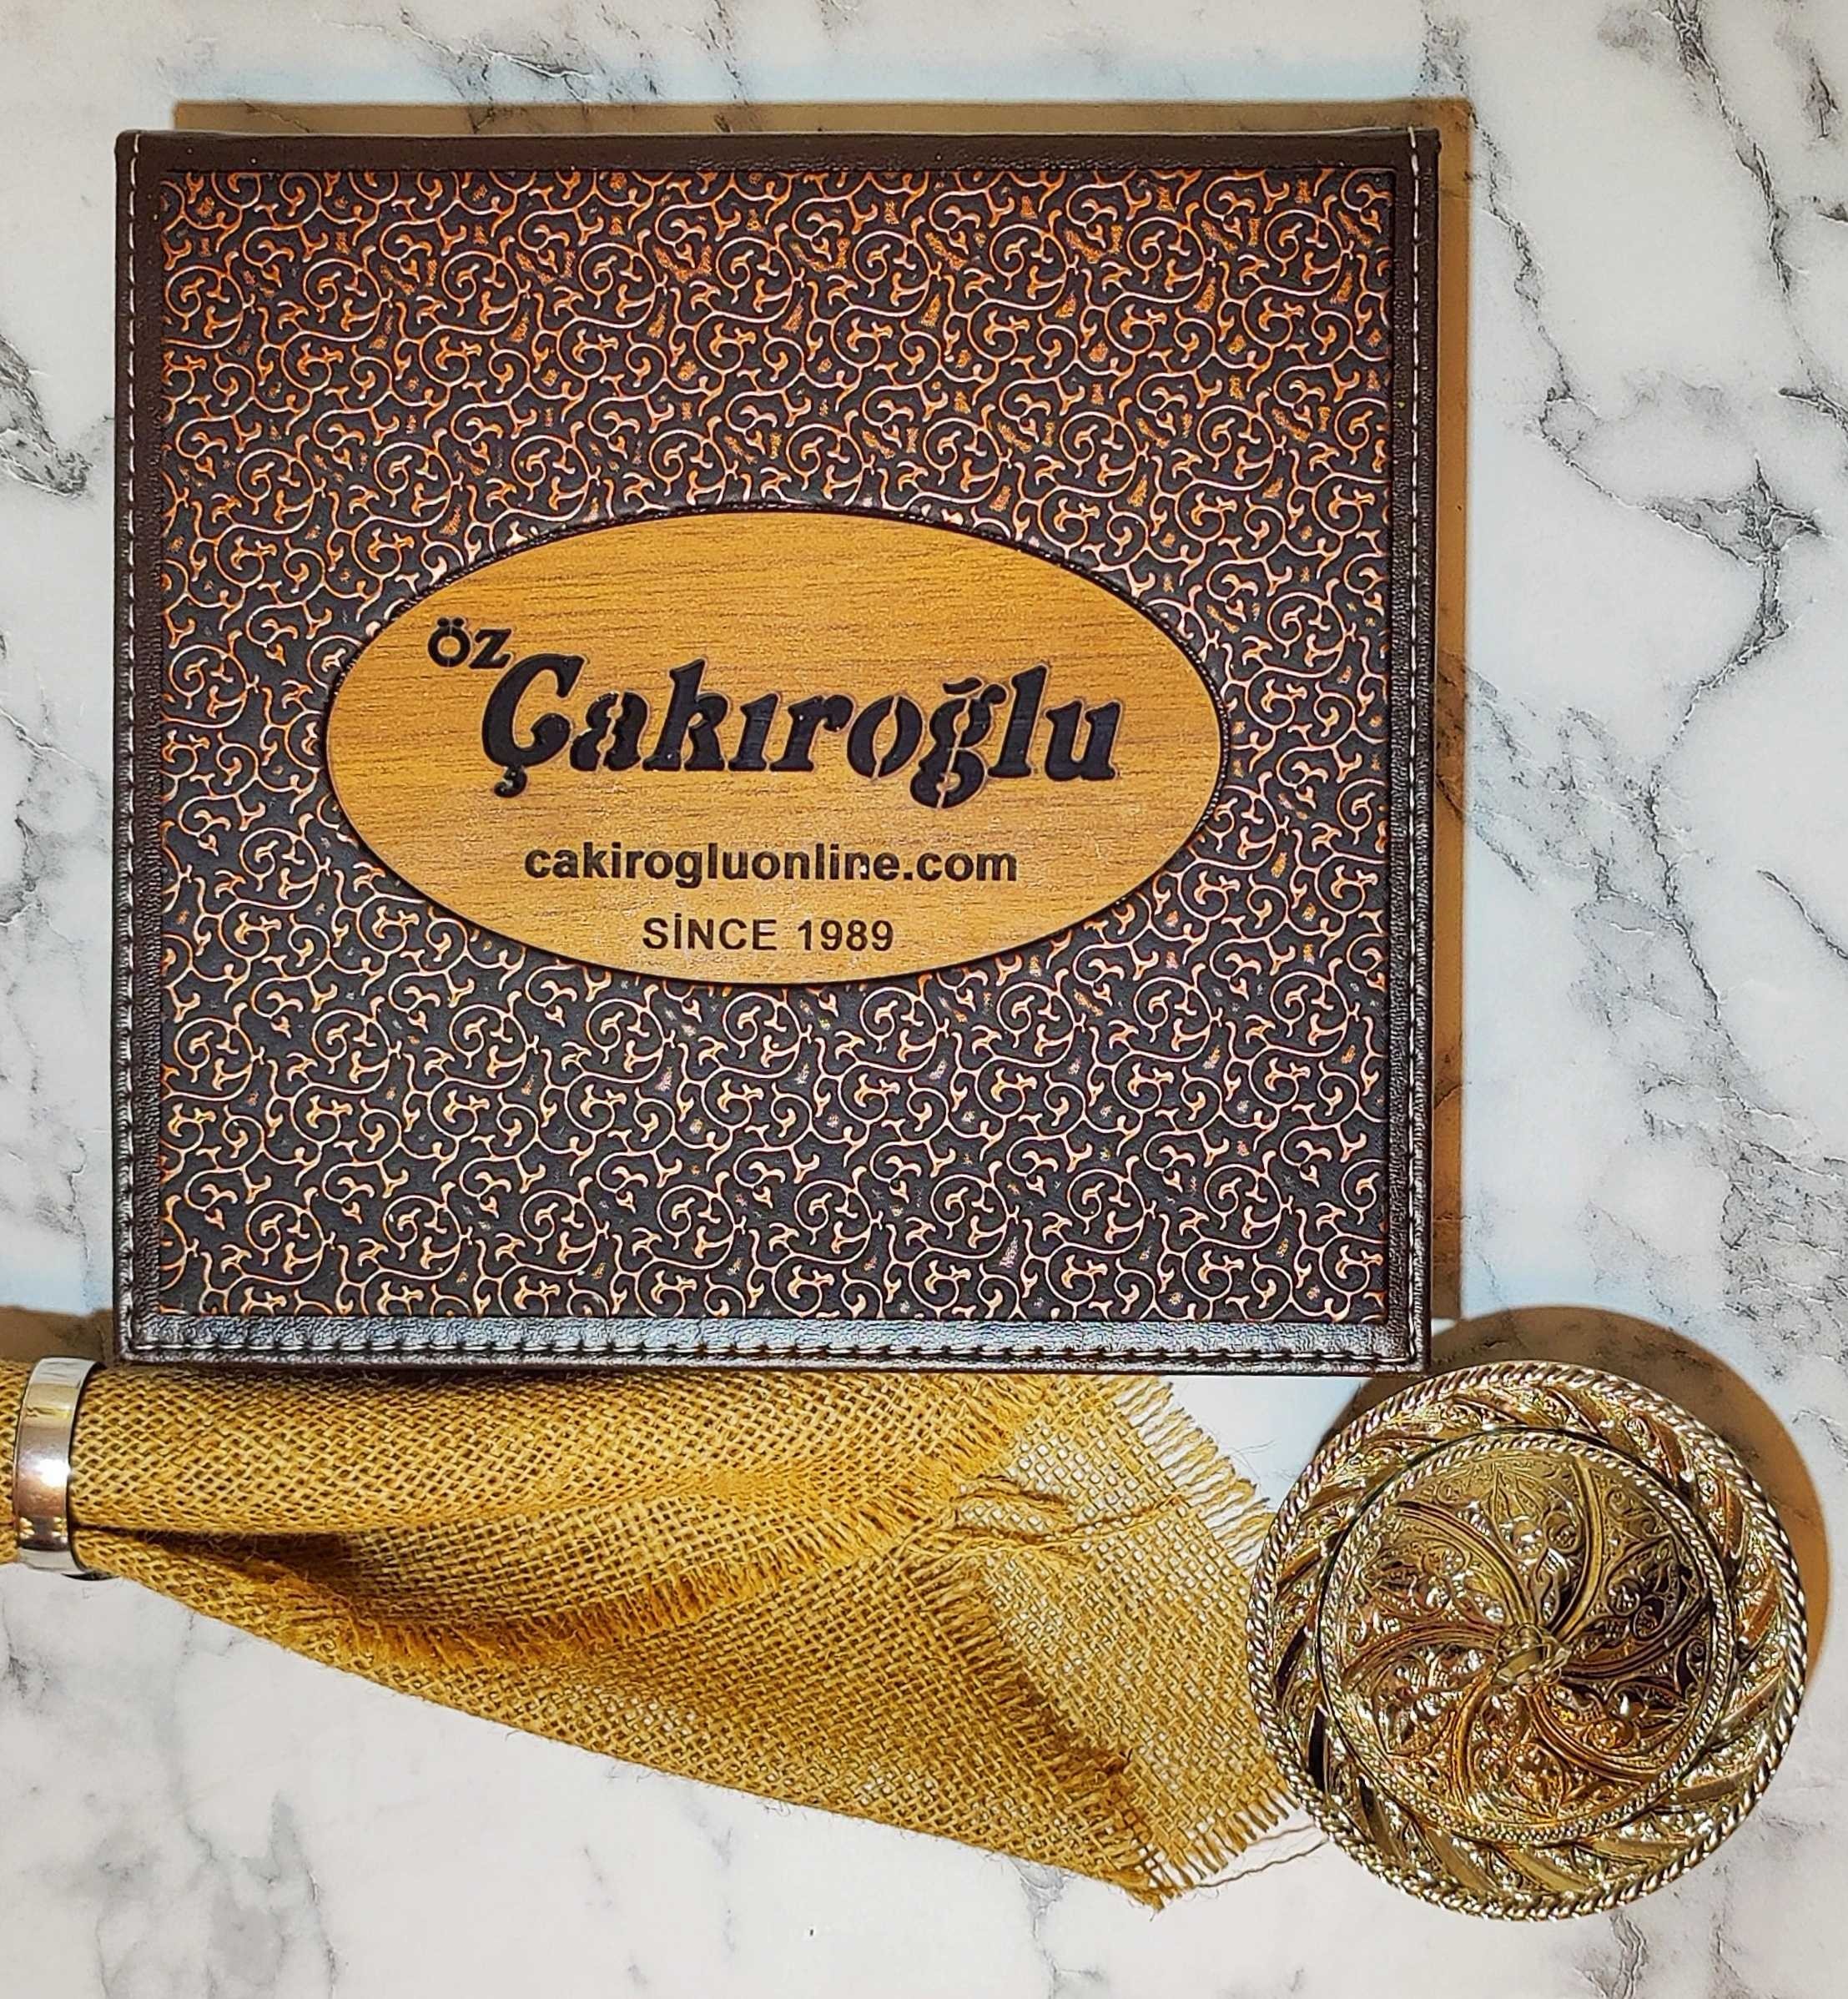 öz
Çakıroğlu
cakirogluonline.com
SİNCE 1989